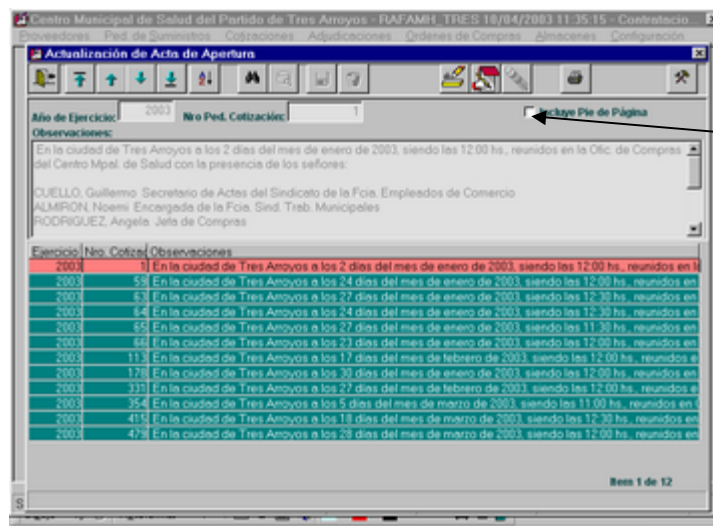 Centro Municipal de Salud del Partido de Tres Arroyos - RAFAMH_TRES 10/04/2003 11:35:15 - Contratacio
Proveedores Ped. de Suministros Cotizaciones Adjudicaciones Ordenes de Compras Almacenes Configuración
Actualización de Acta de Apertura
Año de Ejercicio: 2003 Nro Ped. Cotización: 1 Incluye Pie de Página
Observaciones:
En la ciudad de Tres Arroyos a los 2 dias del mes de enero de 2003, siendo las 12:00 hs., reunidos en la Ofic. de Compras
del Centro Mpal. de Salud con la presencia de los señores:
CUELLO, Guillermo Secretario de Actas del Sindicato de la Fcia. Empleados de Comercio
ALMIRON, Noemi Encargada de la Fcia. Sind. Trab. Municipales
RODRIGUEZ, Angela Jefa de Compras
Ejercicio Nro. Cotizac Observaciones
2003 1 En la ciudad de Tres Arroyos a los 2 dias del mes de enero de 2003, siendo las 12:00 hs., reunidos en l
2003 59 En la ciudad de Tres Arroyos a los 24 dias del mes de enero de 2003, siendo las 12:00 hs., reunidos en
2003 63 En la ciudad de Tres Arroyos a los 27 dias del mes de enero de 2003, siendo las 12:30 hs., reunidos en
2003 64 En la ciudad de Tres Arroyos a los 24 dias del mes de enero de 2003, siendo las 12:30 hs., reunidos en
2003 65 En la ciudad de Tres Arroyos a los 27 dias del mes de enero de 2003, siendo las 11:30 hs., reunidos en
2003 66 En la ciudad de Tres Arroyos a los 23 dias del mes de enero de 2003, siendo las 12:00 hs., reunidos en
2003 113 En la ciudad de Tres Arroyos a los 17 dias del mes de febrero de 2003, siendo las 12:00 hs., reunidos e
2003 178 En la ciudad de Tres Arroyos a los 30 dias del mes de enero de 2003, siendo las 12:00 hs., reunidos en
2003 331 En la ciudad de Tres Arroyos a los 27 dias del mes de febrero de 2003, siendo las 12:00 hs., reunidos e
2003 354 En la ciudad de Tres Arroyos a los 5 dias del mes de marzo de 2003, siendo las 11:00 hs., reunidos en
2003 415 En la ciudad de Tres Arroyos a los 18 dias del mes de marzo de 2003, siendo las 12:30 hs., reunidos en
2003 479 En la ciudad de Tres Arroyos a los 28 dias del mes de marzo de 2003, siendo las 12:00 hs., reunidos en
Item 1 de 12